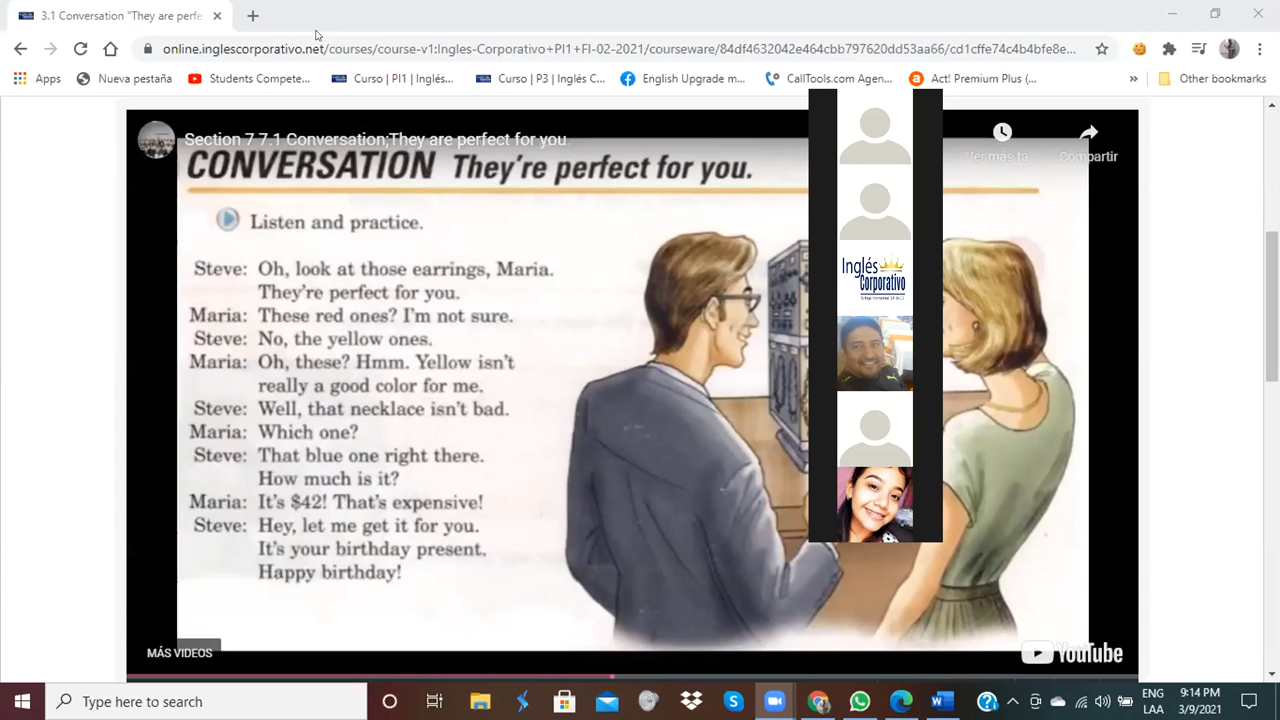 3.1 Conversation "They are perfe
online.inglescorporativo.net/courses/course-v1:Ingles-Corporativo+PI1+FI-02-2021/courseware/84df4632042e464cbb797620dd53aa66/cd1cffe74c4b4bfe8e...
Apps
Nueva pestaña
Students Compete...
Curso | PI1 | Inglés...
Curso | P3 | Inglés C...
English Upgrade m...
CallTools.com Agen...
Act! Premium Plus (...
»
Other bookmarks
Section 7 7.1 Conversation;They are perfect for you
Ver más ta
Compartir
CONVERSATION They're perfect for you.
Listen and practice.
Steve: Oh, look at those earrings, Maria.
They're perfect for you.
Maria: These red ones? I'm not sure.
Steve: No, the yellow ones.
Maria: Oh, these? Hmm. Yellow isn't
really a good color for me.
Steve: Well, that necklace isn't bad.
Maria: Which one?
Steve: That blue one right there.
How much is it?
Maria: It's $42! That's expensive!
Steve: Hey, let me get it for you.
It's your birthday present.
Happy birthday!
Inglés
Corporativo
MÁS VIDEOS
YouTube
Type here to search
ENG
LAA
9:14 PM
3/9/2021